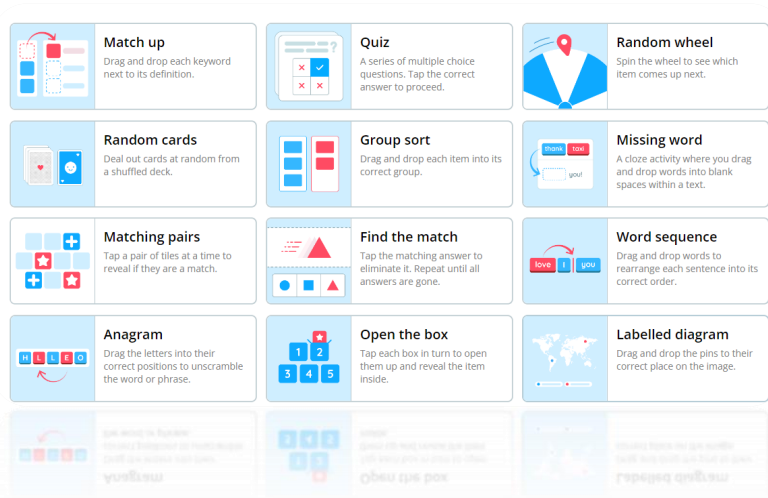 Match up
Drag and drop each keyword
next to its definition.
Quiz
A series of multiple choice
questions. Tap the correct
answer to proceed.
Random wheel
Spin the wheel to see which
item comes up next.
Random cards
Deal out cards at random from
a shuffled deck.
Group sort
Drag and drop each item into its
correct group.
thank taxi
you!
Missing word
A cloze activity where you drag
and drop words into blank
spaces within a text.
Matching pairs
Tap a pair of tiles at a time to
reveal if they are a match.
Find the match
Tap the matching answer to
eliminate it. Repeat until all
answers are gone.
love I you
Word sequence
Drag and drop words to
rearrange each sentence into its
correct order.
H L L E O
Anagram
Drag the letters into their
correct positions to unscramble
the word or phrase.
1 2
3 4 5
Open the box
Tap each box in turn to open
them up and reveal the item
inside.
Labelled diagram
Drag and drop the pins to their
correct place on the image.